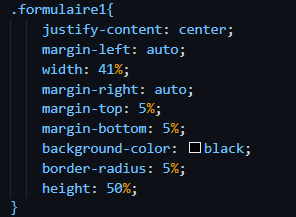 .formulaire1{
justify-content: center;
margin-left: auto;
width: 41%;
margin-right: auto;
margin-top: 5%;
margin-bottom: 5%;
background-color: black;
border-radius: 5%;
height: 50%;
}